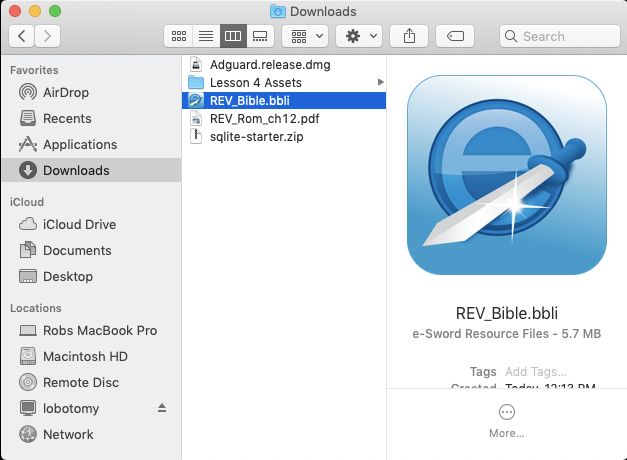 Downloads
Search
Favorites
AirDrop
Recents
Applications
Downloads
iCloud
iCloud Drive
Documents
Desktop
Locations
Robs MacBook Pro
Macintosh HD
Remote Disc
lobotomy
Network
Adguard.release.dmg
Lesson 4 Assets
REV_Bible.bbli
REV_Rom_ch12.pdf
sqlite-starter.zip
REV_Bible.bbli
e-Sword Resource Files - 5.7 MB
Tags Add Tags...
Created Today, 12:13 PM
More...